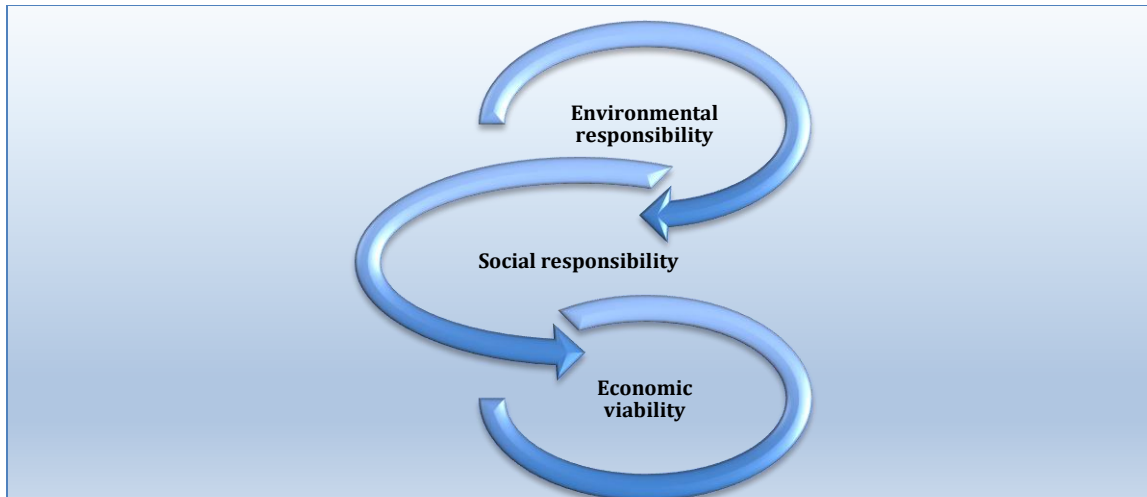 Environmental
responsibility
Social responsibility
Economic
viability